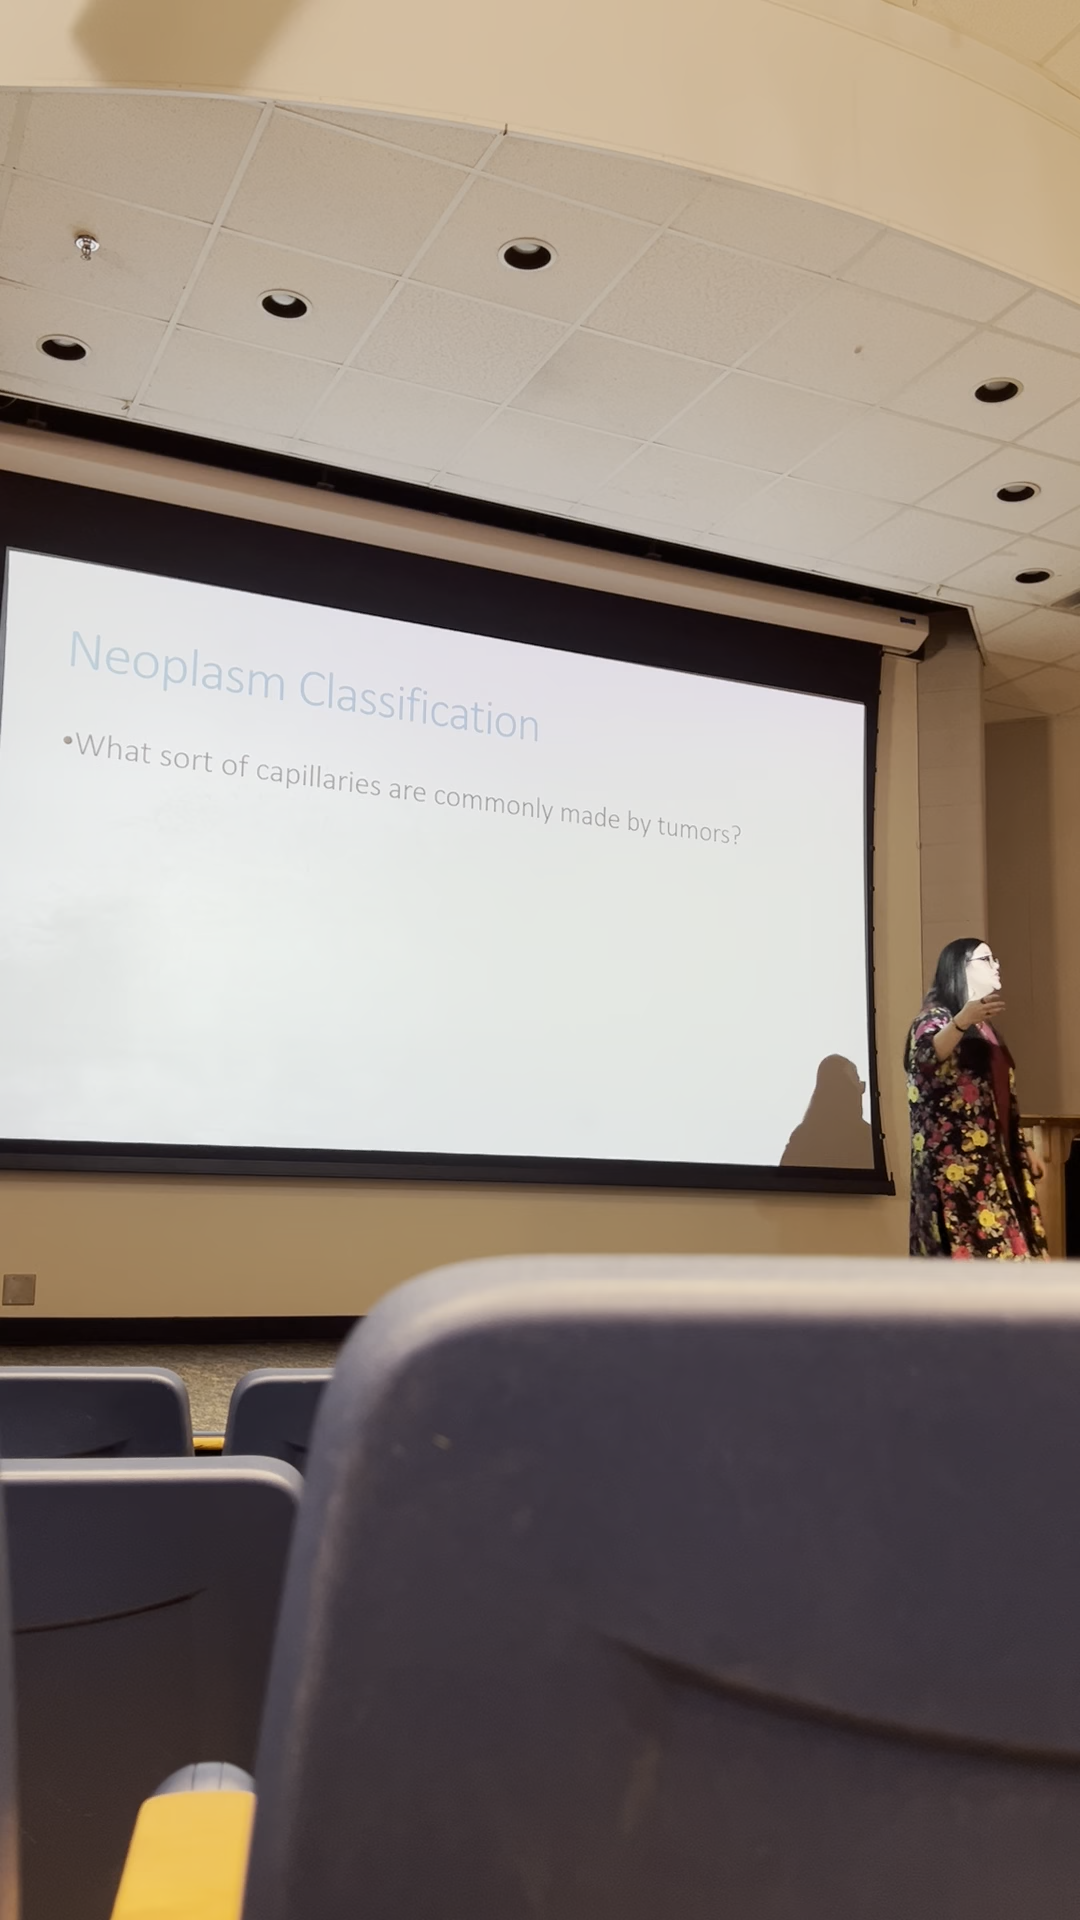 Neoplasm Classification
•What sort of capillaries are commonly made by tumors?